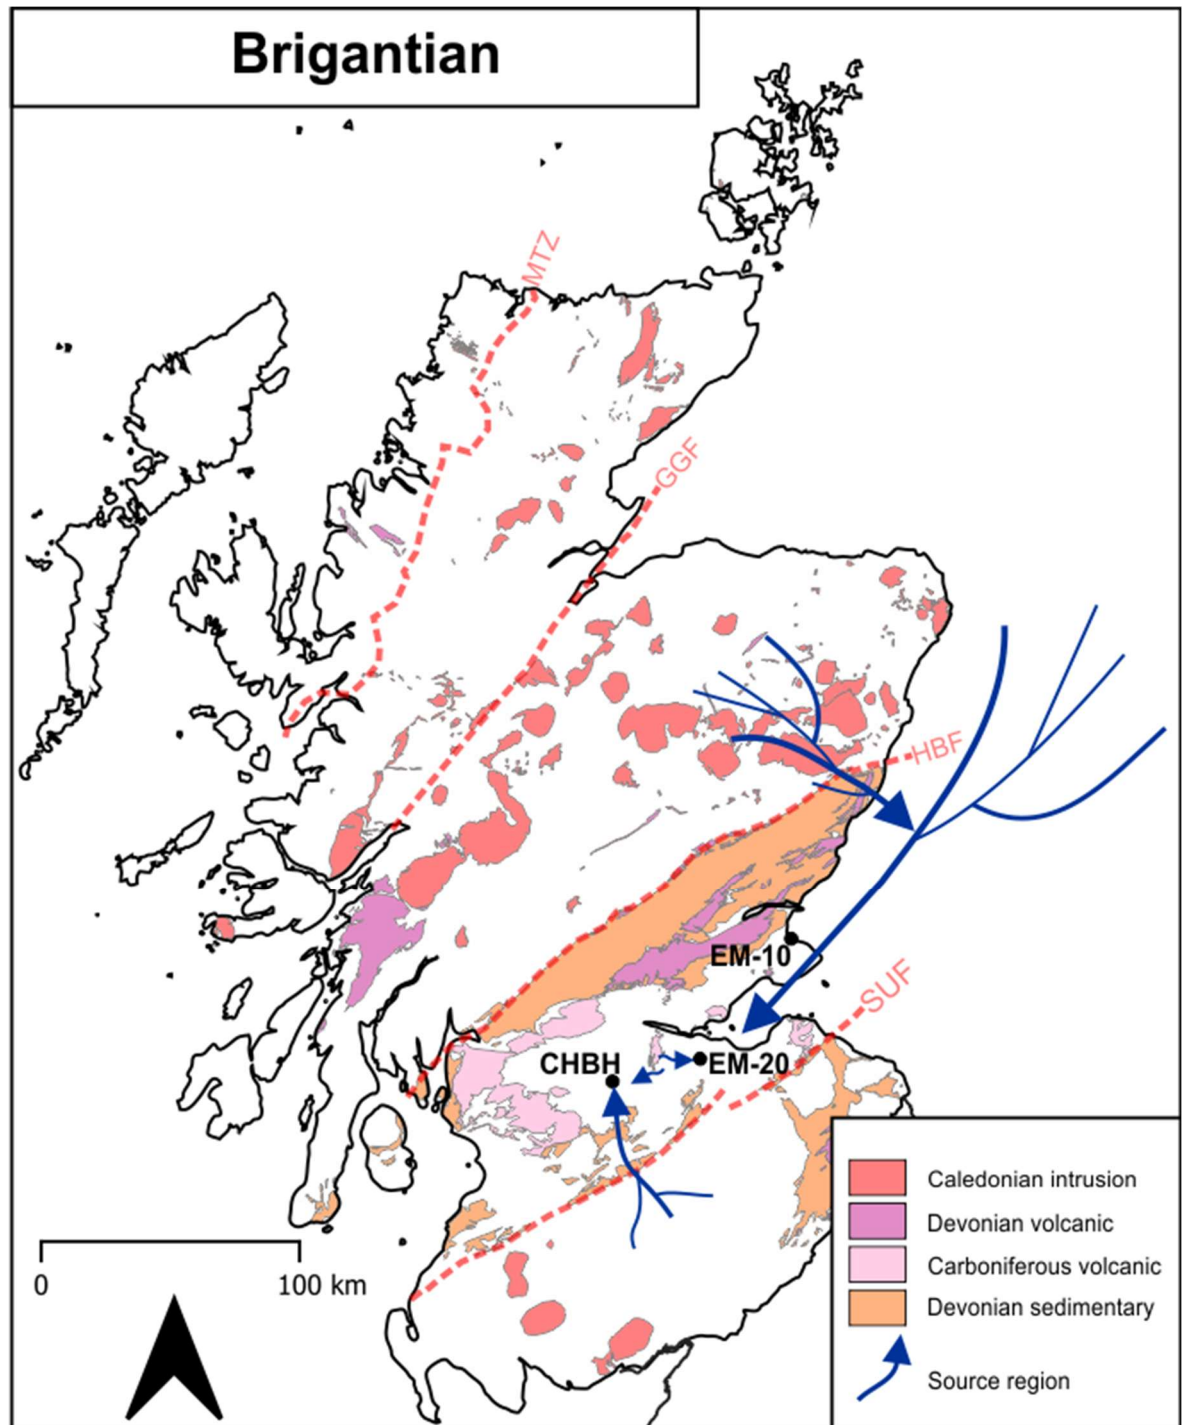 Brigantian
MTZ
GGF
HBF
EM-10
SUF
CHBH
EM-20
0
100 km
Caledonian intrusion
Devonian volcanic
Carboniferous volcanic
Devonian sedimentary
Source region